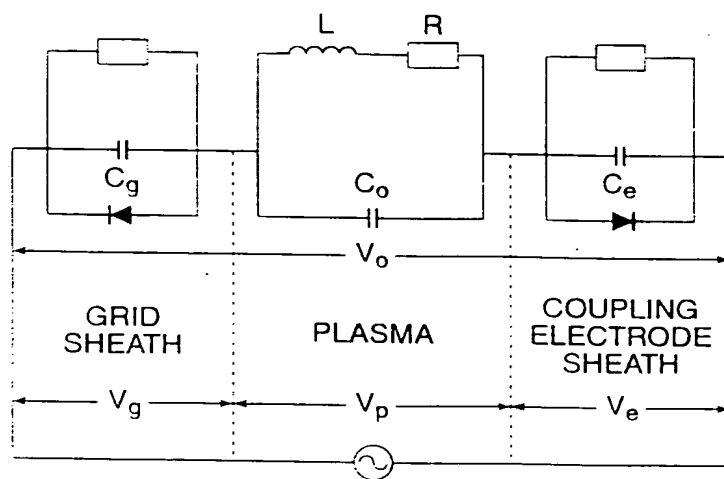 L
R
C_g
C_o
C_e
V_o
GRID
SHEATH
PLASMA
COUPLING
ELECTRODE
SHEATH
V_g
V_p
V_e